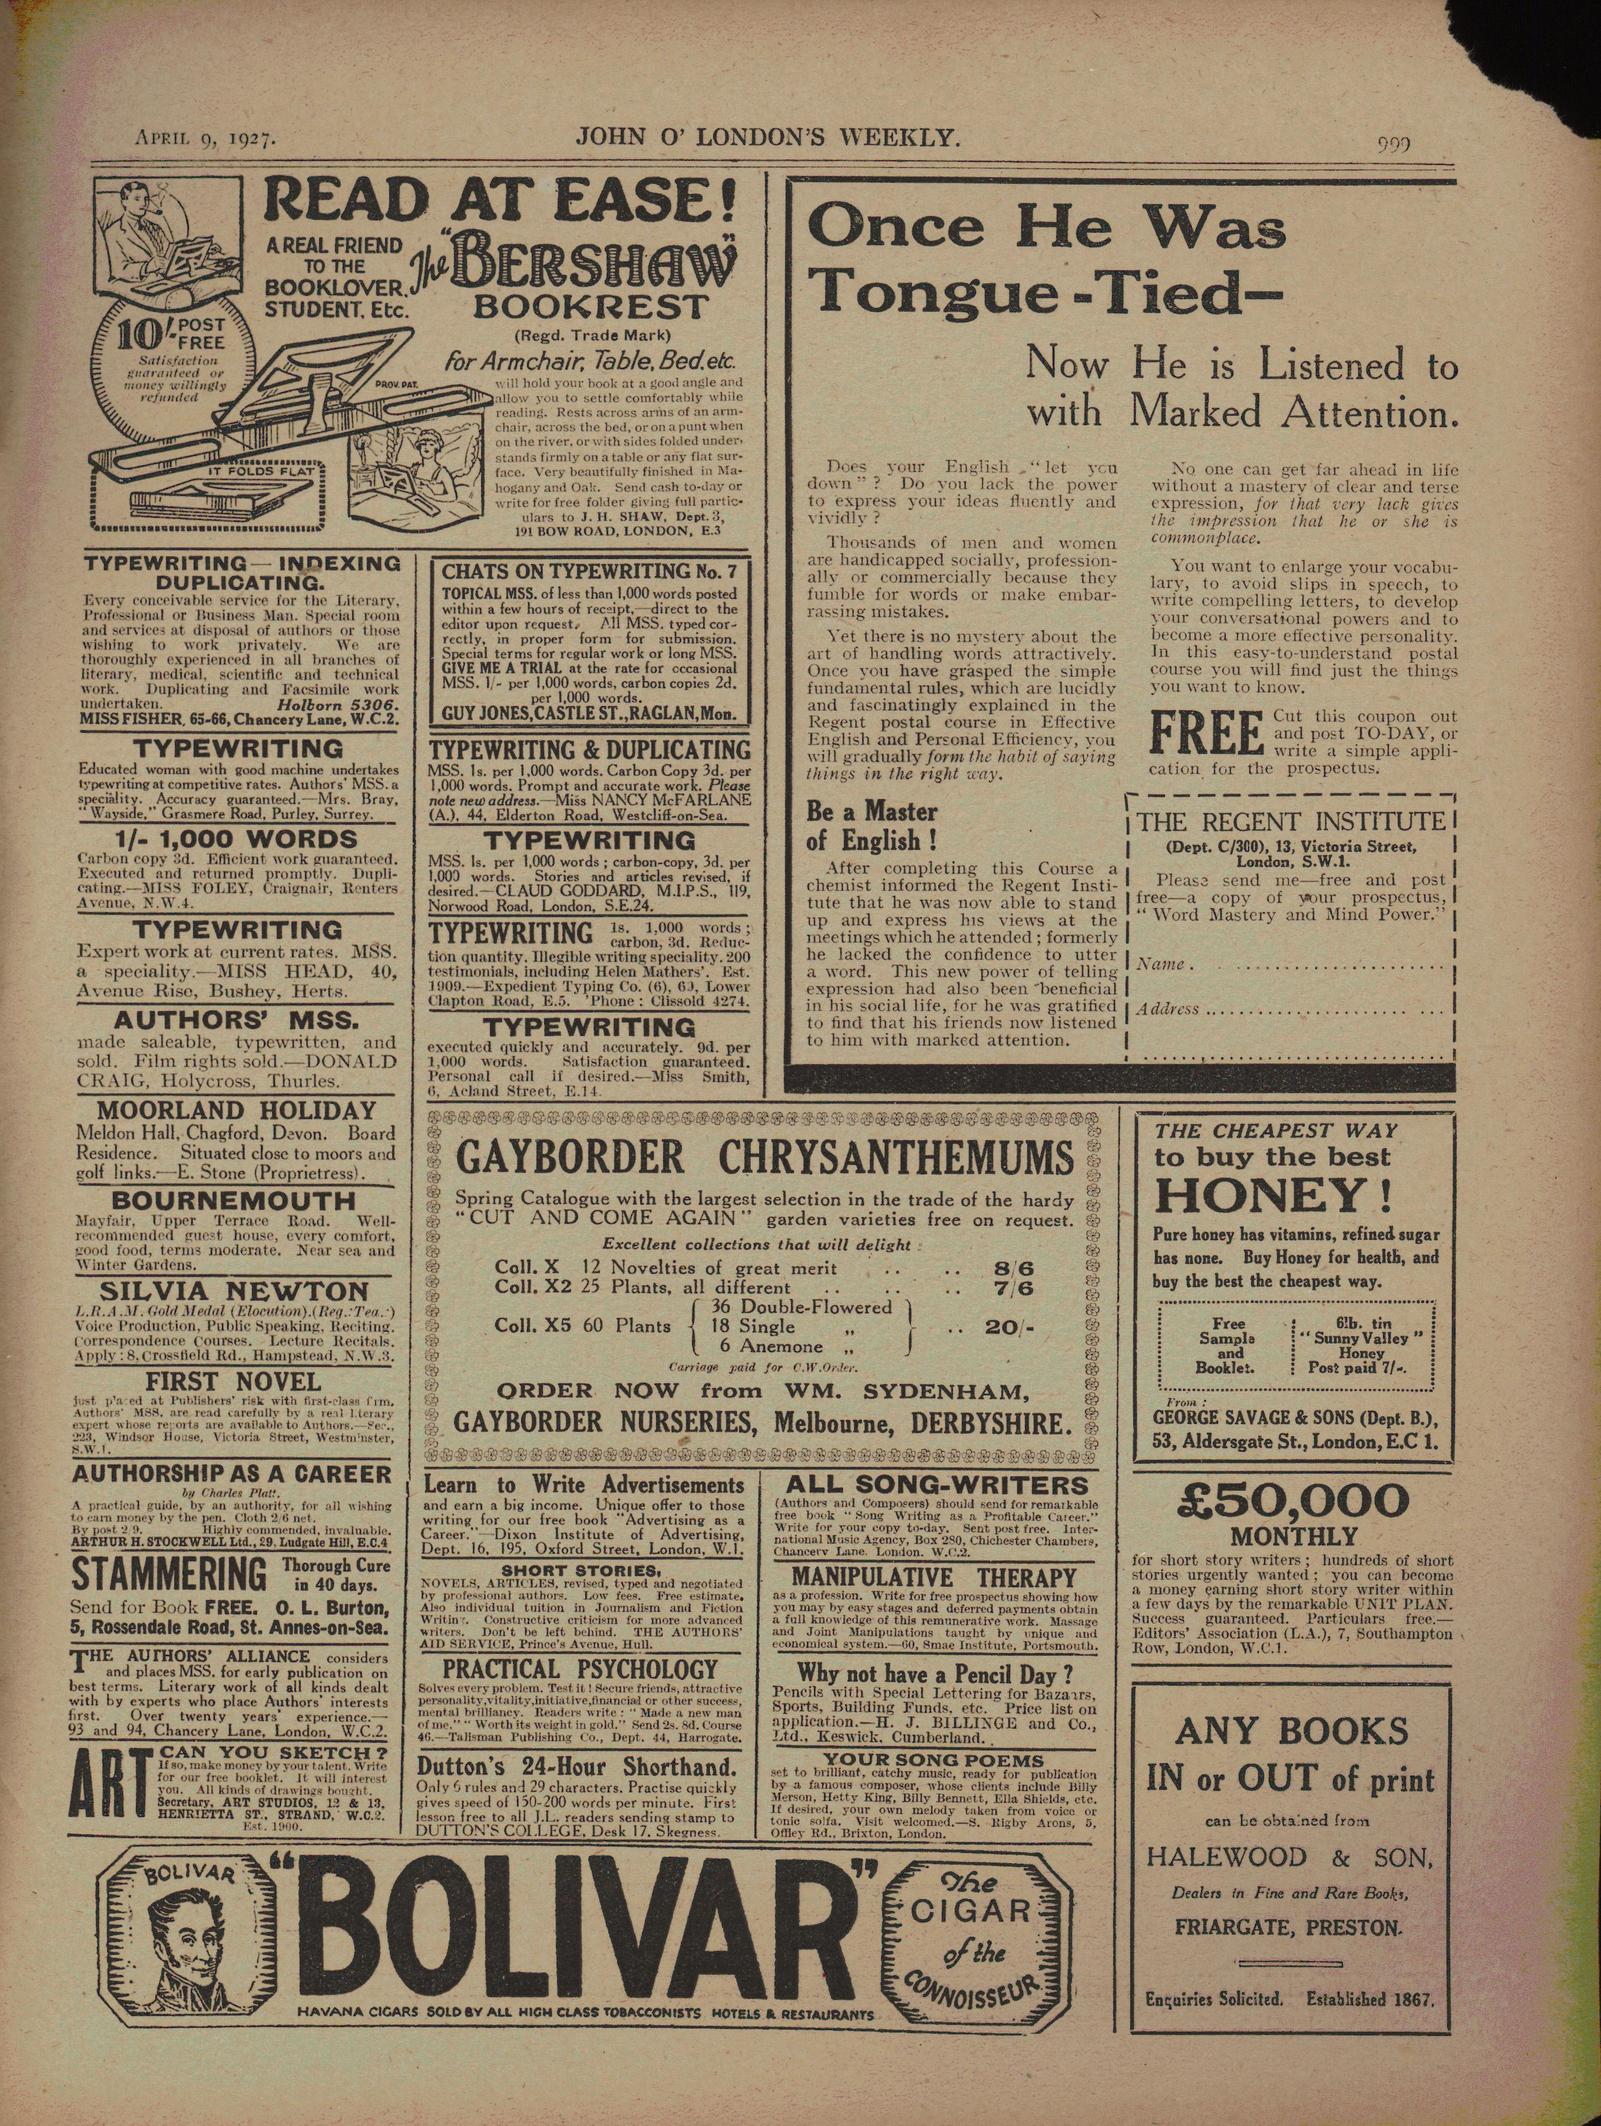 APRIL 9, 1927.
JOHN O' LONDON'S WEEKLY.
999
READ AT EASE!
A REAL FRIEND
TO THE
BOOKLOVER,
STUDENT, Etc.
The "BERSHAW"
BOOKREST
(Regd. Trade Mark)
for Armchair, Table, Bed, etc.
10/- POST
FREE
Satisfaction
guaranteed or
money willingly
refunded
PROV. PAT.
IT FOLDS FLAT
will hold your book at a good angle and
allow you to settle comfortably while
reading. Rests across arms of an arm-
chair, across the bed, or on a punt when
on the river, or with sides folded under,
stands firmly on a table or any flat sur-
face. Very beautifully finished in Ma-
hogany and Oak. Send cash to-day or
write for free folder giving full partic-
ulars to J. H. SHAW, Dept. 3,
191 BOW ROAD, LONDON, E.3
TYPEWRITING—INDEXING
DUPLICATING.
Every conceivable service for the Literary,
Professional or Business Man. Special room
and services at disposal of authors or those
wishing to work privately. We are
thoroughly experienced in all branches of
literary, medical, scientific and technical
work. Duplicating and Facsimile work
undertaken. Holborn 5306.
MISS FISHER, 65-66, Chancery Lane, W.C.2.
TYPEWRITING
Educated woman with good machine undertakes
typewriting at competitive rates. Authors' MSS. a
speciality. Accuracy guaranteed.—Mrs. Bray,
"Wayside," Grasmere Road, Purley, Surrey.
1/- 1,000 WORDS
Carbon copy 3d. Efficient work guaranteed.
Executed and returned promptly. Dupli-
cating.—MISS FOLEY, Craignair, Renters
Avenue, N.W.4.
TYPEWRITING
Expert work at current rates. MSS.
a speciality.—MISS HEAD, 40,
Avenue Rise, Bushey, Herts.
AUTHORS' MSS.
made saleable, typewritten, and
sold. Film rights sold.—DONALD
CRAIG, Holycross, Thurles.
MOORLAND HOLIDAY
Meldon Hall, Chagford, Devon. Board
Residence. Situated close to moors and
golf links.—E. Stone (Proprietress).
BOURNEMOUTH
Mayfair, Upper Terrace Road. Well-
recommended guest house, every comfort,
good food, terms moderate. Near sea and
Winter Gardens.
SILVIA NEWTON
L.R.A.M. Gold Medal (Elocution). (Reg. Tea.)
Voice Production, Public Speaking, Reciting.
Correspondence Courses. Lecture Recitals.
Apply: 8, Crossfield Rd., Hampstead, N.W.3.
FIRST NOVEL
just placed at Publishers' risk with first-class firm.
Authors' MSS. are read carefully by a real literary
expert whose reports are available to Authors.—Sec.,
223, Windsor House, Victoria Street, Westminster,
S.W.1.
AUTHORSHIP AS A CAREER
by Charles Platt.
A practical guide, by an authority, for all wishing
to earn money by the pen. Cloth 2/6 net.
By post 2/9. Highly commended, invaluable.
ARTHUR H. STOCKWELL Ltd., 29, Ludgate Hill, E.C.4
STAMMERING Thorough Cure
in 40 days.
Send for Book FREE. O. L. Burton,
5, Rossendale Road, St. Annes-on-Sea.
THE AUTHORS' ALLIANCE considers
and places MSS. for early publication on
best terms. Literary work of all kinds dealt
with by experts who place Authors' interests
first. Over twenty years' experience.—
93 and 94, Chancery Lane, London, W.C.2.
ART CAN YOU SKETCH?
If so, make money by your talent. Write
for our free booklet. It will interest
you. All kinds of drawings bought.
Secretary, ART STUDIOS, 12 & 13,
HENRIETTA ST., STRAND, W.C.2.
Est. 1900.
CHATS ON TYPEWRITING No. 7
TOPICAL MSS. of less than 1,000 words posted
within a few hours of receipt,—direct to the
editor upon request. All MSS. typed cor-
rectly, in proper form for submission.
Special terms for regular work or long MSS.
GIVE ME A TRIAL at the rate for occasional
MSS. 1/- per 1,000 words, carbon copies 2d.
per 1,000 words.
GUY JONES, CASTLE ST., RAGLAN, Mon.
TYPEWRITING & DUPLICATING
MSS. 1s. per 1,000 words. Carbon Copy 3d. per
1,000 words. Prompt and accurate work. Please
note new address.—Miss NANCY McFARLANE
(A.), 44, Elderton Road, Westcliff-on-Sea.
TYPEWRITING
MSS. 1s. per 1,000 words; carbon-copy, 3d. per
1,000 words. Stories and articles revised, if
desired.—CLAUD GODDARD, M.I.P.S., 119,
Norwood Road, London, S.E.24.
TYPEWRITING 1s. 1,000 words;
carbon, 3d. Reduc-
tion quantity. Illegible writing speciality. 200
testimonials, including Helen Mathers'. Est.
1909.—Expedient Typing Co. (6), 60, Lower
Clapton Road, E.5. 'Phone: Clissold 4274.
TYPEWRITING
executed quickly and accurately. 9d. per
1,000 words. Satisfaction guaranteed.
Personal call if desired.—Miss Smith,
6, Acland Street, E.14.
Once He Was
Tongue-Tied—
Now He is Listened to
with Marked Attention.
Does your English "let you
down"? Do you lack the power
to express your ideas fluently and
vividly?
Thousands of men and women
are handicapped socially, profession-
ally or commercially because they
fumble for words or make embar-
rassing mistakes.
Yet there is no mystery about the
art of handling words attractively.
Once you have grasped the simple
fundamental rules, which are lucidly
and fascinatingly explained in the
Regent postal course in Effective
English and Personal Efficiency, you
will gradually form the habit of saying
things in the right way.
Be a Master
of English!
After completing this Course a
chemist informed the Regent Insti-
tute that he was now able to stand
up and express his views at the
meetings which he attended; formerly
he lacked the confidence to utter
a word. This new power of telling
expression had also been beneficial
in his social life, for he was gratified
to find that his friends now listened
to him with marked attention.
No one can get far ahead in life
without a mastery of clear and terse
expression, for that very lack gives
the impression that he or she is
commonplace.
You want to enlarge your vocabu-
lary, to avoid slips in speech, to
write compelling letters, to develop
your conversational powers and to
become a more effective personality.
In this easy-to-understand postal
course you will find just the things
you want to know.
FREE Cut this coupon out
and post TO-DAY, or
write a simple appli-
cation for the prospectus.
THE REGENT INSTITUTE
(Dept. C/300), 13, Victoria Street,
London, S.W.1.
Please send me—free and post
free—a copy of your prospectus,
"Word Mastery and Mind Power."
Name
Address
GAYBORDER CHRYSANTHEMUMS
Spring Catalogue with the largest selection in the trade of the hardy
"CUT AND COME AGAIN" garden varieties free on request.
Excellent collections that will delight:
Coll. X 12 Novelties of great merit .. .. 8/6
Coll. X2 25 Plants, all different .. .. .. 7/6
Coll. X5 60 Plants { 36 Double-Flowered
18 Single „
6 Anemone „ } .. 20/-
Carriage paid for C.W. Order.
ORDER NOW from WM. SYDENHAM,
GAYBORDER NURSERIES, Melbourne, DERBYSHIRE.
THE CHEAPEST WAY
to buy the best
HONEY!
Pure honey has vitamins, refined sugar
has none. Buy Honey for health, and
buy the best the cheapest way.
Free
Sample
and
Booklet.
6lb. tin
"Sunny Valley"
Honey
Post paid 7/-.
From:
GEORGE SAVAGE & SONS (Dept. B.),
53, Aldersgate St., London, E.C 1.
Learn to Write Advertisements
and earn a big income. Unique offer to those
writing for our free book "Advertising as a
Career."—Dixon Institute of Advertising,
Dept. 16, 195, Oxford Street, London, W.1.
SHORT STORIES,
NOVELS, ARTICLES, revised, typed and negotiated
by professional authors. Low fees. Free estimate.
Also individual tuition in Journalism and Fiction
Writing. Constructive criticism for more advanced
writers. Don't be left behind. THE AUTHORS'
AID SERVICE, Prince's Avenue, Hull.
PRACTICAL PSYCHOLOGY
Solves every problem. Test it! Secure friends, attractive
personality, vitality, initiative, financial or other success,
mental brilliancy. Readers write: "Made a new man
of me." "Worth its weight in gold." Send 2s. 8d. Course
46.—Talisman Publishing Co., Dept. 44, Harrogate.
Dutton's 24-Hour Shorthand.
Only 6 rules and 29 characters. Practise quickly
gives speed of 150-200 words per minute. First
lesson free to all J.L. readers sending stamp to
DUTTON'S COLLEGE, Desk 17, Skegness.
ALL SONG-WRITERS
(Authors and Composers) should send for remarkable
free book "Song Writing as a Profitable Career."
Write for your copy to-day. Sent post free. Inter-
national Music Agency, Box 280, Chichester Chambers,
Chancery Lane, London, W.C.2.
MANIPULATIVE THERAPY
as a profession. Write for free prospectus showing how
you may by easy stages and deferred payments obtain
a full knowledge of this remunerative work. Massage
and Joint Manipulations taught by unique and
economical system.—60, Smae Institute, Portsmouth.
Why not have a Pencil Day?
Pencils with Special Lettering for Bazaars,
Sports, Building Funds, etc. Price list on
application.—H. J. BILLINGE and Co.,
Ltd., Keswick, Cumberland.
YOUR SONG POEMS
set to brilliant, catchy music, ready for publication
by a famous composer, whose clients include Billy
Merson, Hetty King, Billy Bennett, Ella Shields, etc.
If desired, your own melody taken from voice or
tonic solfa. Visit welcomed.—S. Rigby Arons, 5,
Offley Rd., Brixton, London.
£50,000
MONTHLY
for short story writers; hundreds of short
stories urgently wanted; you can become
a money earning short story writer within
a few days by the remarkable UNIT PLAN.
Success guaranteed. Particulars free.—
Editors' Association (L.A.), 7, Southampton
Row, London, W.C.1.
ANY BOOKS
IN or OUT of print
can be obtained from
HALEWOOD & SON,
Dealers in Fine and Rare Books,
FRIARGATE, PRESTON.
Enquiries Solicited. Established 1867.
BOLIVAR
"BOLIVAR"
The
CIGAR
of the
CONNOISSEUR
HAVANA CIGARS SOLD BY ALL HIGH CLASS TOBACCONISTS HOTELS & RESTAURANTS